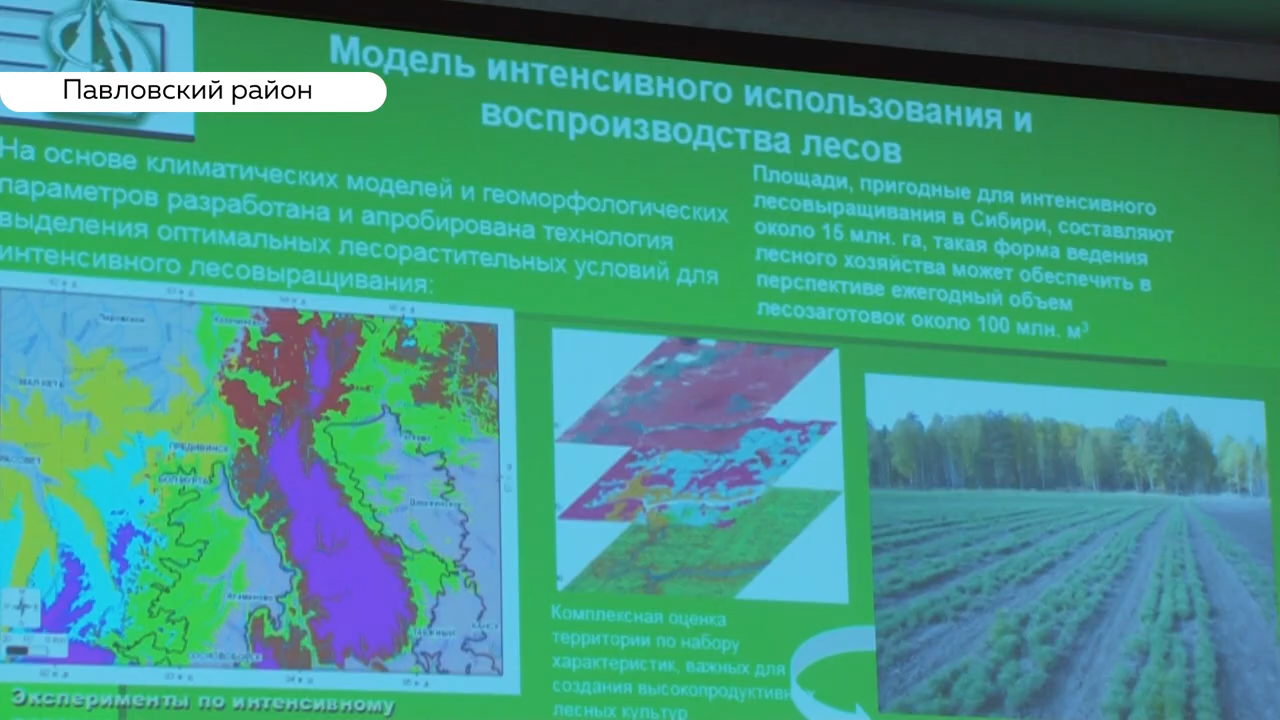 Павловский район
Модель интенсивного использования и
воспроизводства лесов
На основе климатических моделей и геоморфологических
параметров разработана и апробирована технология
выделения оптимальных лесорастительных условий для
интенсивного лесовыращивания:
Площади, пригодные для интенсивного
лесовыращивания в Сибири, составляют
около 15 млн. га, такая форма ведения
лесного хозяйства может обеспечить в
перспективе ежегодный объем
лесозаготовок около 100 млн. м³
ПРЕДИВИНСК
Комплексная оценка
территории по набору
характеристик, важных для
создания высокопродуктивн
лесных культур
Эксперименты по интенсивному